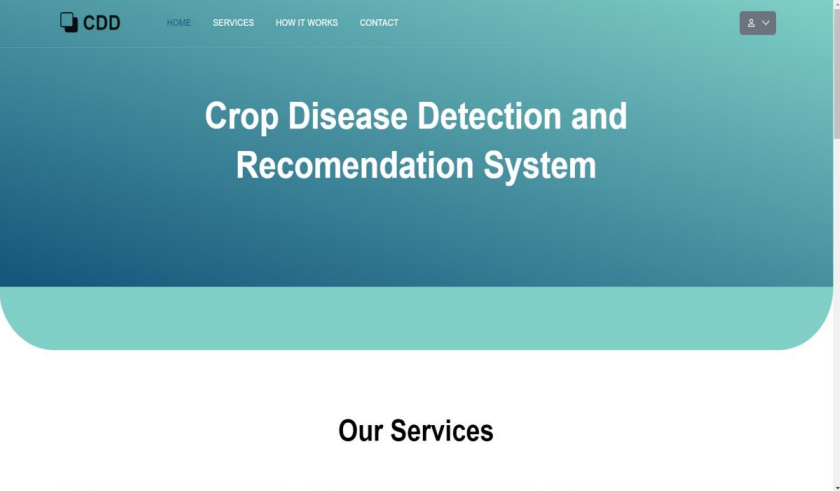 CDD
HOME SERVICES HOW IT WORKS CONTACT
Crop Disease Detection and
Recomendation System
Our Services